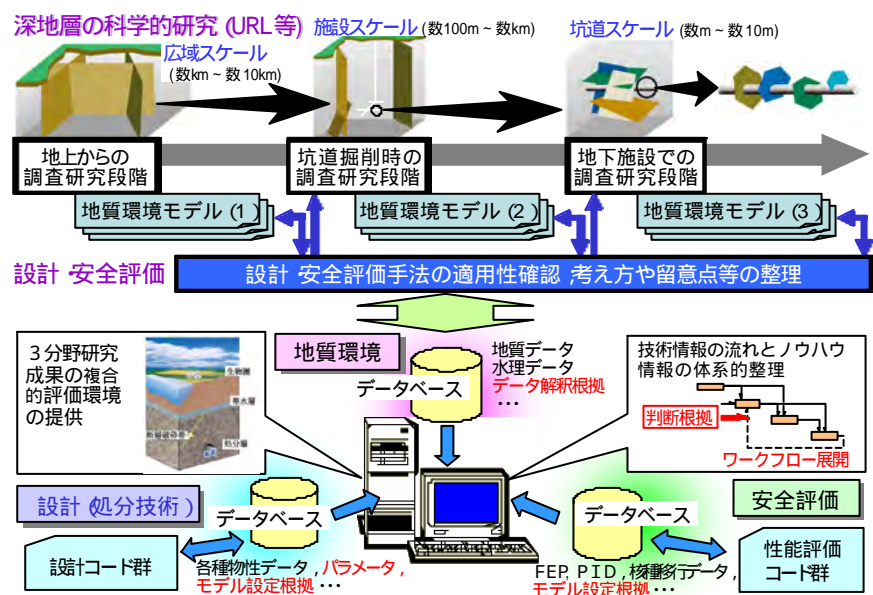 深地層の科学的研究 (URL等)
施設スケール (数100m ~ 数km)
坑道スケール (数m ~ 数10m)
広域スケール
(数km ~ 数10km)
地上からの
調査研究段階
坑道掘削時の
調査研究段階
地下施設での
調査研究段階
地質環境モデル (1)
地質環境モデル (2)
地質環境モデル (3)
設計・安全評価
設計・安全評価手法の適用性確認,考え方や留意点等の整理
3分野研究
成果の複合
的評価環境
の提供
生物圏
帯水層
断層破砕帯
処分場
地質環境
データベース
地質データ
水理データ
データ解釈根拠
…
技術情報の流れとノウハウ
情報の体系的整理
判断根拠
ワークフロー展開
設計 (処分技術)
データベース
設計コード群
各種物性データ,パラメータ,
モデル設定根拠…
安全評価
データベース
性能評価
コード群
FEP, PID, 核種移行データ,
モデル設定根拠…